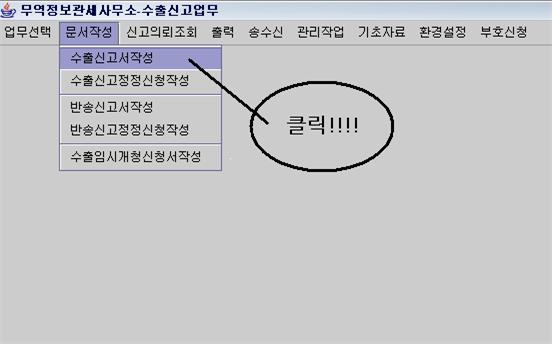 무역정보관세사무소-수출신고업무
업무선택 문서작성 신고의뢰조회 출력 송수신 관리작업 기초자료 환경설정 부호신청
수출신고서작성
수출신고정정신청작성
클릭!!!!
반송신고서작성
반송신고정정신청작성
수출임시개청신청서작성